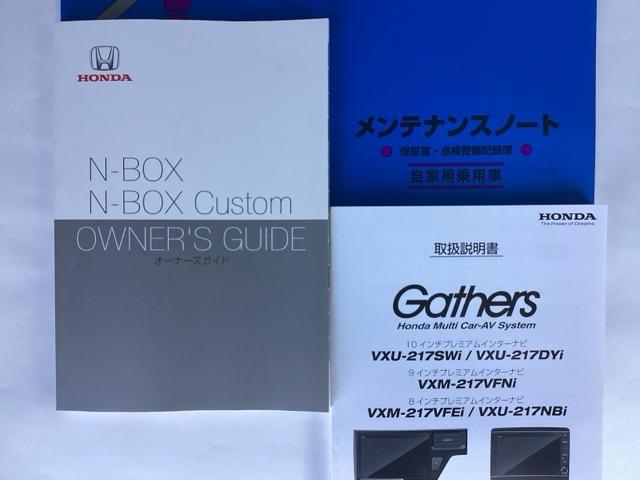 HONDA
N-BOX
N-BOX Custom
OWNER'S GUIDE
オーナーズガイド
メンテナンスノート
保証書・点検整備記録簿
自家用乗用車
HONDA
The Power of Dreams
取扱説明書
Gathers
Honda Multi Car-AV System
10インチプレミアムインターナビ
VXU-217SWi / VXU-217DYi
9インチプレミアムインターナビ
VXM-217VFNi
8インチプレミアムインターナビ
VXM-217VFEi / VXU-217NBi